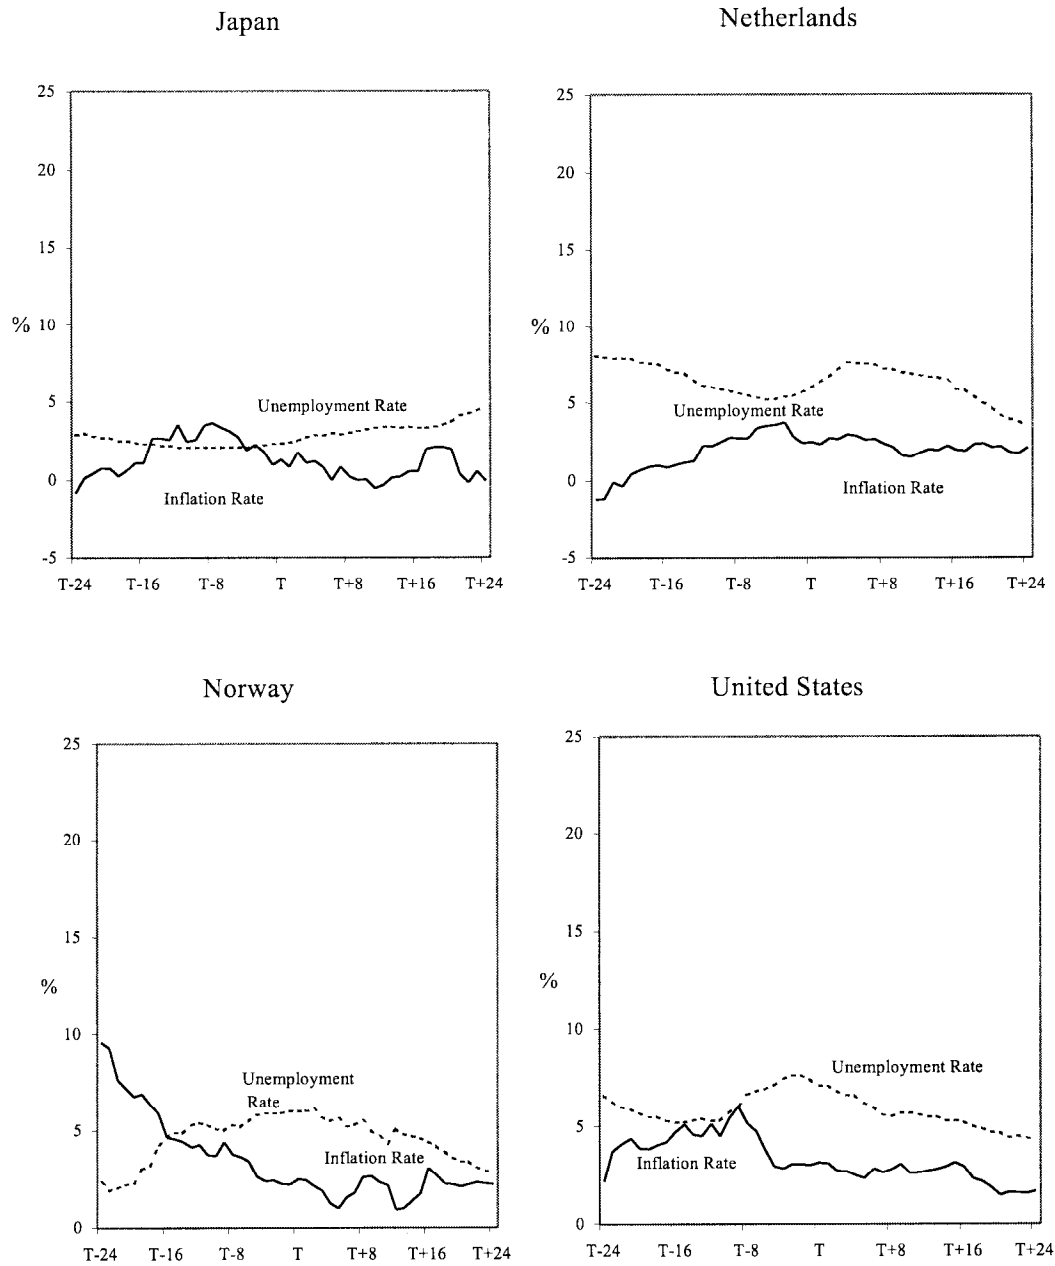 Japan
25
20
15
% 10
5
0
-5
Unemployment Rate
Inflation Rate
T-24 T-16 T-8 T T+8 T+16 T+24
Netherlands
25
20
15
% 10
5
0
-5
Unemployment Rate
Inflation Rate
T-24 T-16 T-8 T T+8 T+16 T+24
Norway
25
20
15
%
10
5
0
Unemployment
Rate
Inflation Rate
T-24 T-16 T-8 T T+8 T+16 T+24
United States
25
20
15
%
10
5
0
Unemployment Rate
Inflation Rate
T-24 T-16 T-8 T T+8 T+16 T+24